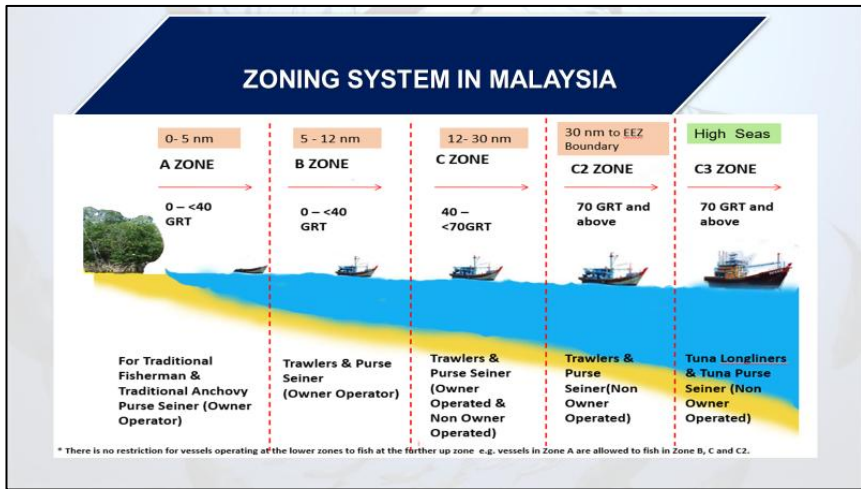 ZONING SYSTEM IN MALAYSIA
0- 5 nm
A ZONE
0 – <40
GRT
5 - 12 nm
B ZONE
0 – <40
GRT
12- 30 nm
C ZONE
40 –
<70GRT
30 nm to EEZ
Boundary
C2 ZONE
70 GRT and
above
High Seas
C3 ZONE
70 GRT and
above
For Traditional
Fisherman &
Traditional Anchovy
Purse Seiner (Owner
Operator)
Trawlers & Purse
Seiner
(Owner Operator)
Trawlers &
Purse Seiner
(Owner
Operated &
Non Owner
Operated)
Trawlers &
Purse
Seiner(Non
Owner
Operated)
Tuna Longliners
& Tuna Purse
Seiner (Non
Owner
Operated)
* There is no restriction for vessels operating at the lower zones to fish at the further up zone e.g. vessels in Zone A are allowed to fish in Zone B, C and C2.